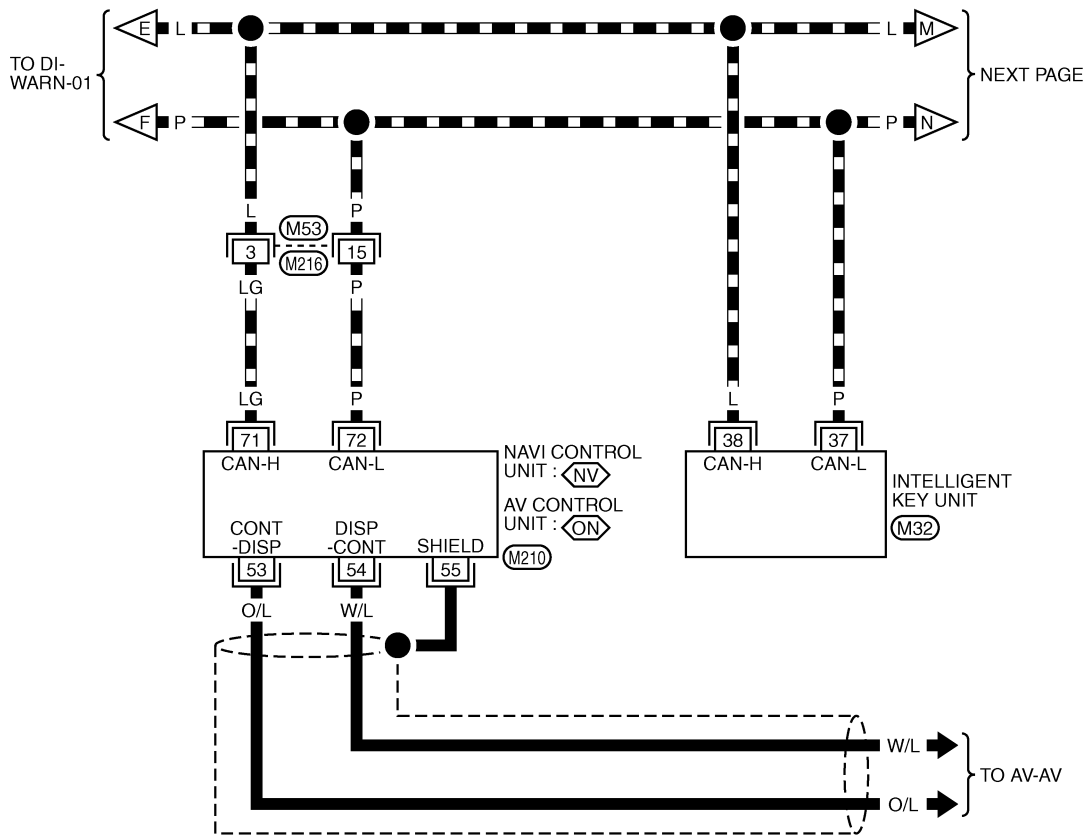 E L L M
TO DI-
WARN-01
NEXT PAGE
F P P N
L P
M53
3 15
M216
LG P
LG P L P
71 72 38 37
CAN-H CAN-L CAN-H CAN-L
NAVI CONTROL
UNIT : NV
AV CONTROL
UNIT : ON
M210
INTELLIGENT
KEY UNIT
M32
CONT
-DISP
DISP
-CONT
SHIELD
53 54 55
O/L W/L
W/L
TO AV-AV
O/L